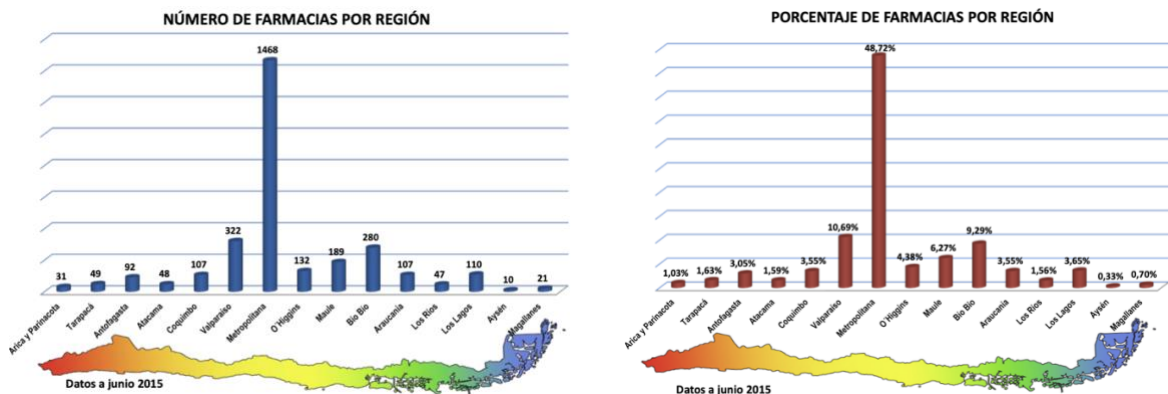 NÚMERO DE FARMACIAS POR REGIÓN
31
49
92
48
107
322
1468
132
189
280
107
47
110
10
21
Arica y Parinacota
Tarapacá
Antofagasta
Atacama
Coquimbo
Valparaíso
Metropolitana
O Higgins
Maule
Bio Bio
Araucanía
Los Ríos
Los Lagos
Aysén
Magallanes
Datos a junio 2015
PORCENTAJE DE FARMACIAS POR REGIÓN
1,03%
1,63%
3,05%
1,59%
3,55%
10,69%
48,72%
4,38%
6,27%
9,29%
3,55%
1,56%
3,65%
0,33%
0,70%
Arica y Parinacota
Tarapacá
Antofagasta
Atacama
Coquimbo
Valparaíso
Metropolitana
O Higgins
Maule
Bio Bio
Araucanía
Los Ríos
Los Lagos
Aysén
Magallanes
Datos a junio 2015